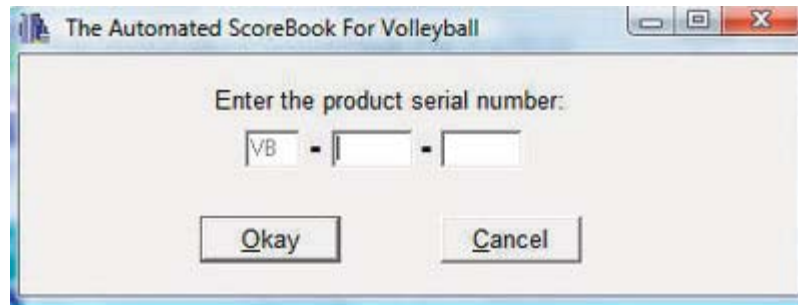 The Automated ScoreBook For Volleyball
Enter the product serial number:
VB - -
Okay Cancel